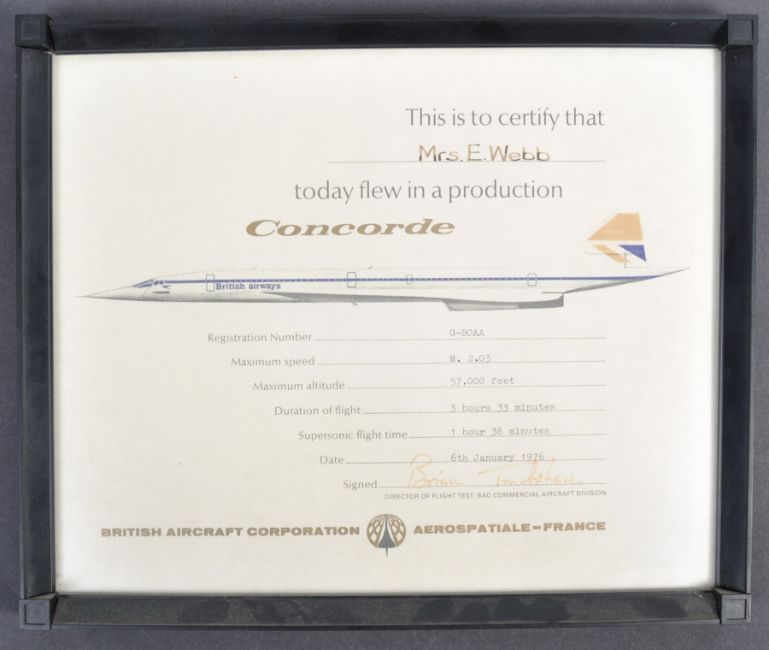 This is to certify that
Mrs. E. Webb
today flew in a production
Concorde
British airways
Registration Number G-BOAA
Maximum speed M. 2.03
Maximum altitude 57,000 feet
Duration of flight 3 hours 33 minutes
Supersonic flight time 1 hour 38 minutes
Date 6th January 1976
Signed Brian Trubshaw.
DIRECTOR OF FLIGHT TEST, BAC COMMERCIAL AIRCRAFT DIVISION
BRITISH AIRCRAFT CORPORATION AEROSPATIALE-FRANCE